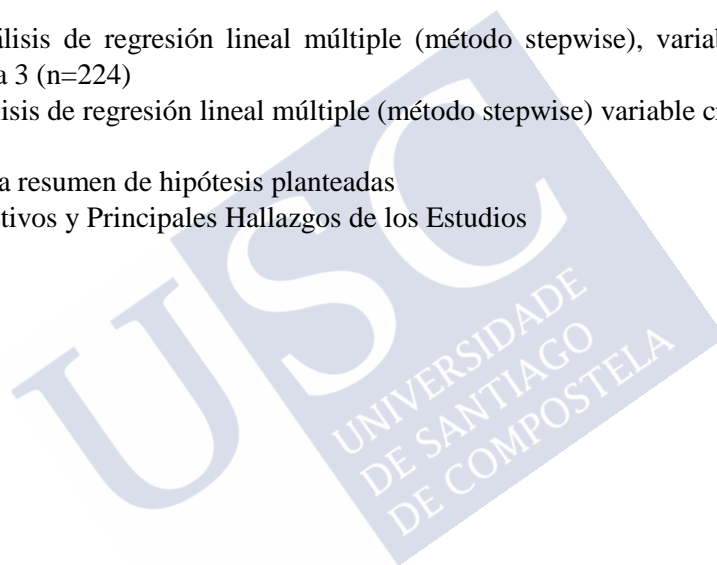 álisis de regresión lineal múltiple (método stepwise), variab
a 3 (n=224)
lisis de regresión lineal múltiple (método stepwise) variable c
a resumen de hipótesis planteadas
tivos y Principales Hallazgos de los Estudios
USC
UNIVERSIDADE
DE SANTIAGO
DE COMPOSTELA